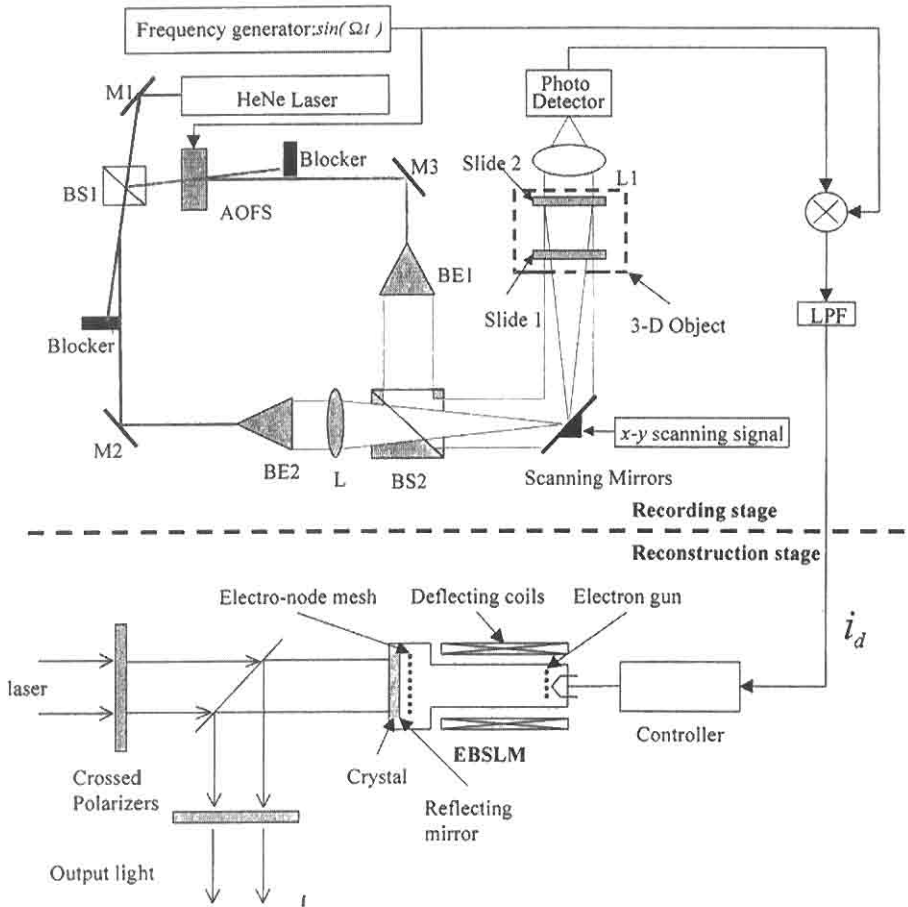 Frequency generator:sin(Ωt)
M1
HeNe Laser
Photo
Detector
Blocker
M3
Slide 2
L1
BS1
AOFS
BE1
Slide 1
3-D Object
LPF
Blocker
M2
BE2
L
BS2
x-y scanning signal
Scanning Mirrors
Recording stage
Reconstruction stage
Electro-node mesh
Deflecting coils
Electron gun
i_d
laser
Controller
EBSLM
Crossed
Polarizers
Crystal
Reflecting
mirror
Output light